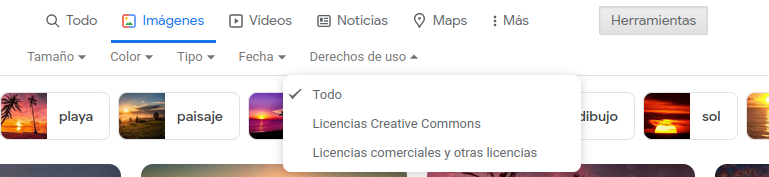 Todo Imágenes Vídeos Noticias Maps Más Herramientas
Tamaño Color Tipo Fecha Derechos de uso
Todo
playa paisaje dibujo sol
Licencias Creative Commons
Licencias comerciales y otras licencias